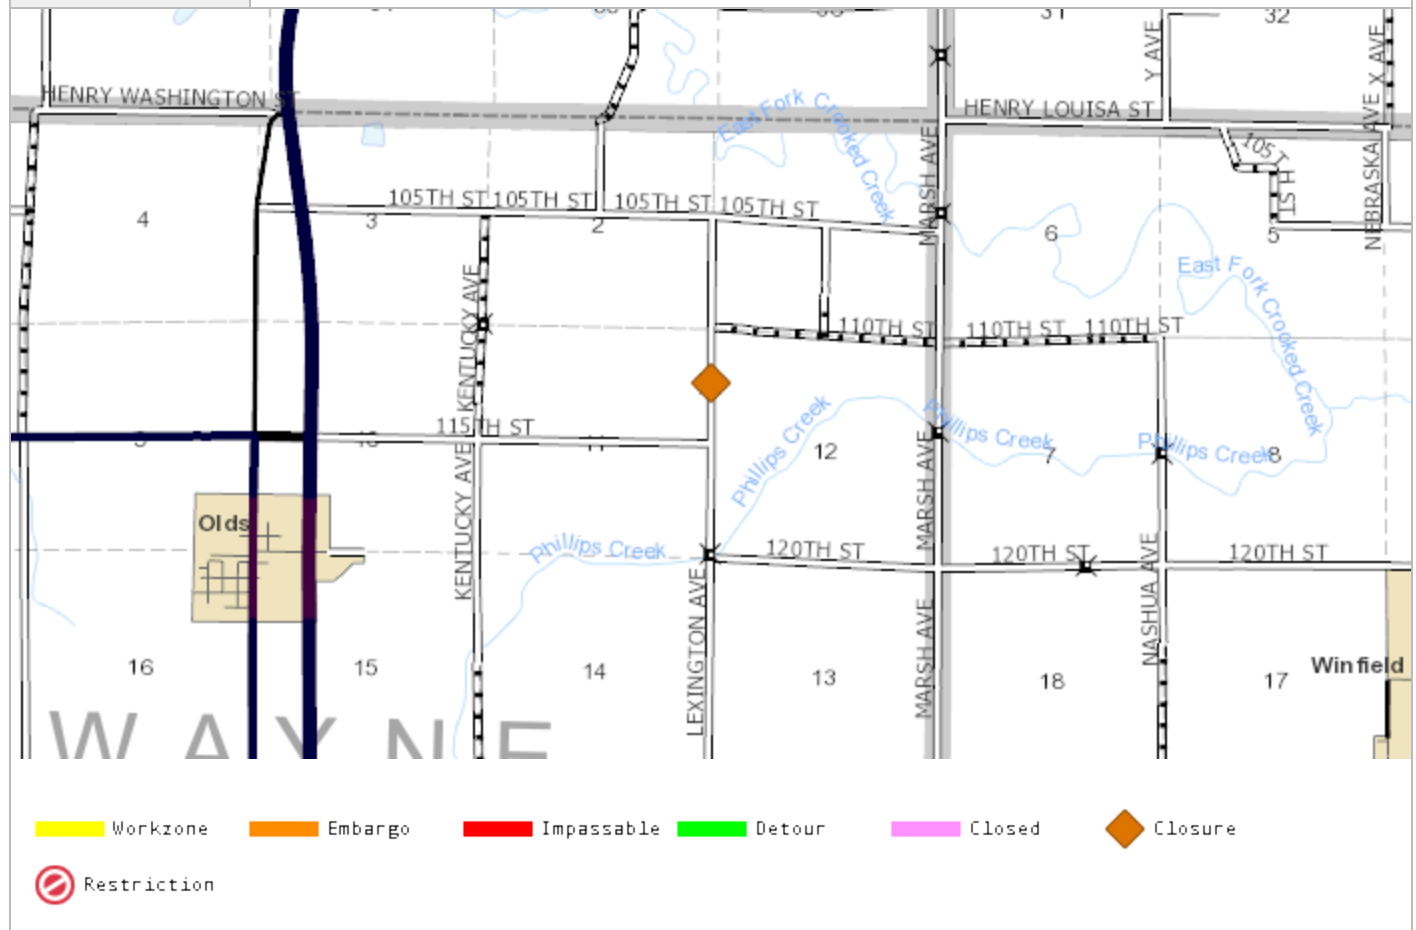 31
32
HENRY WASHINGTON ST
HENRY LOUISA ST
Y AVE
NEBRASKA AVE X AVE
East Fork Crooked Creek
MARSH AVE
105TH ST
105TH ST 105TH ST 105TH ST 105TH ST
4
3
2
6
5
East Fork Crooked Creek
KENTUCKY AVE
110TH ST 110TH ST 110TH ST
115TH ST
9
10
11
12
7
8
Phillips Creek
Phillips Creek
Phillips Creek
MARSH AVE
KENTUCKY AVE
Olds
Phillips Creek
120TH ST
120TH ST
120TH ST
LEXINGTON AVE
MARSH AVE
NASHUA AVE
16
15
14
13
18
17
Winfield
WAYNE
Workzone
Embargo
Impassable
Detour
Closed
Closure
Restriction